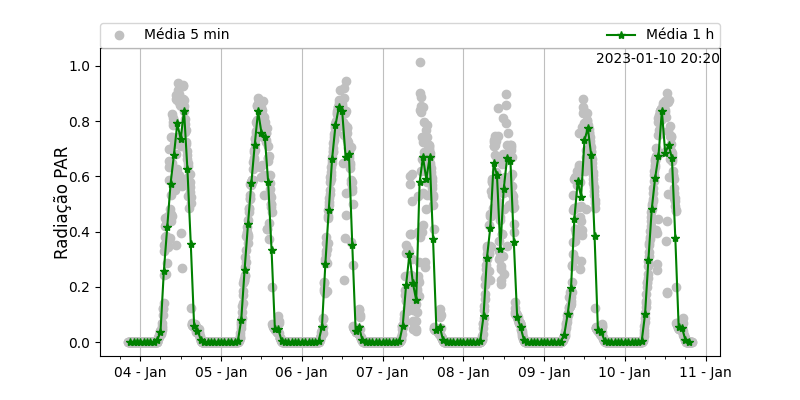 Média 5 min
Média 1 h
2023-01-10 20:20
Radiação PAR
1.0
0.8
0.6
0.4
0.2
0.0
04 - Jan
05 - Jan
06 - Jan
07 - Jan
08 - Jan
09 - Jan
10 - Jan
11 - Jan